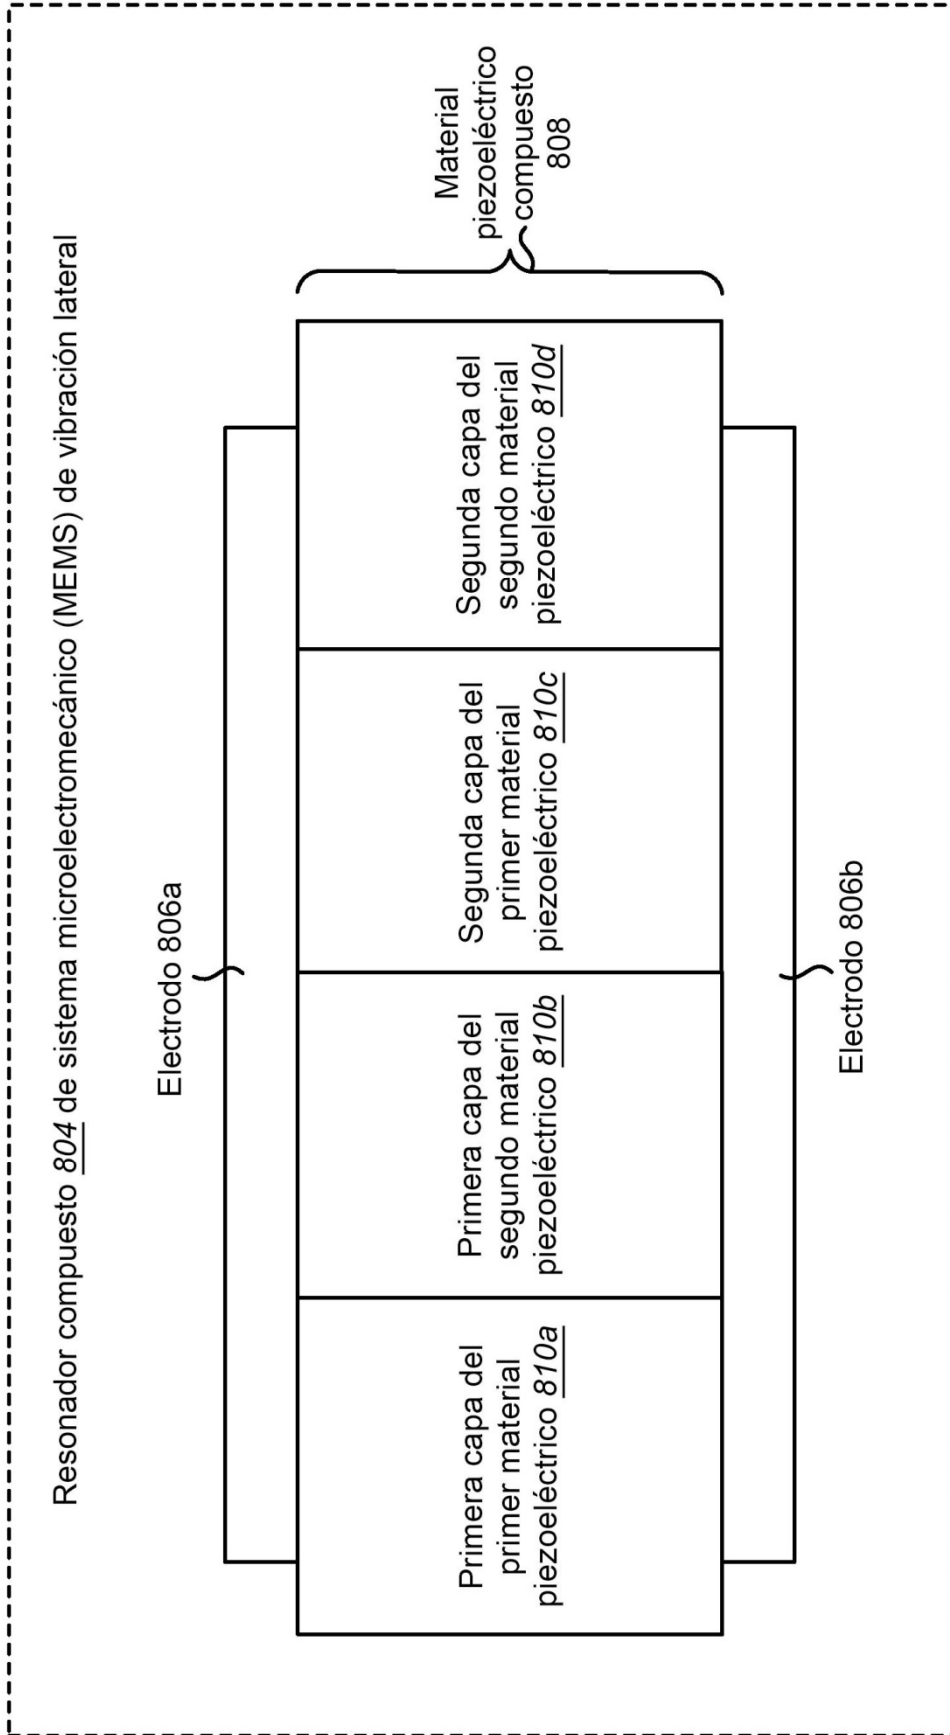 Resonador compuesto 804 de sistema microelectromecánico (MEMS) de vibración lateral
Electrodo 806a
Primera capa del
primer material
piezoeléctrico 810a
Primera capa del
segundo material
piezoeléctrico 810b
Segunda capa del
primer material
piezoeléctrico 810c
Segunda capa del
segundo material
piezoeléctrico 810d
Material
piezoeléctrico
compuesto
808
Electrodo 806b